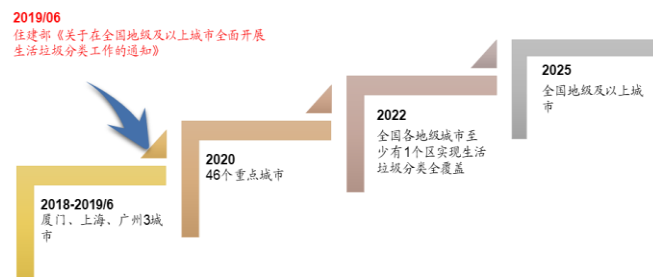 2019/06
住建部《关于在全国地级及以上城市全面开展
生活垃圾分类工作的通知》
2018-2019/6
厦门、上海、广州3城
市
2020
46个重点城市
2022
全国各地级城市至
少有1个区实现生活
垃圾分类全覆盖
2025
全国地级及以上城
市